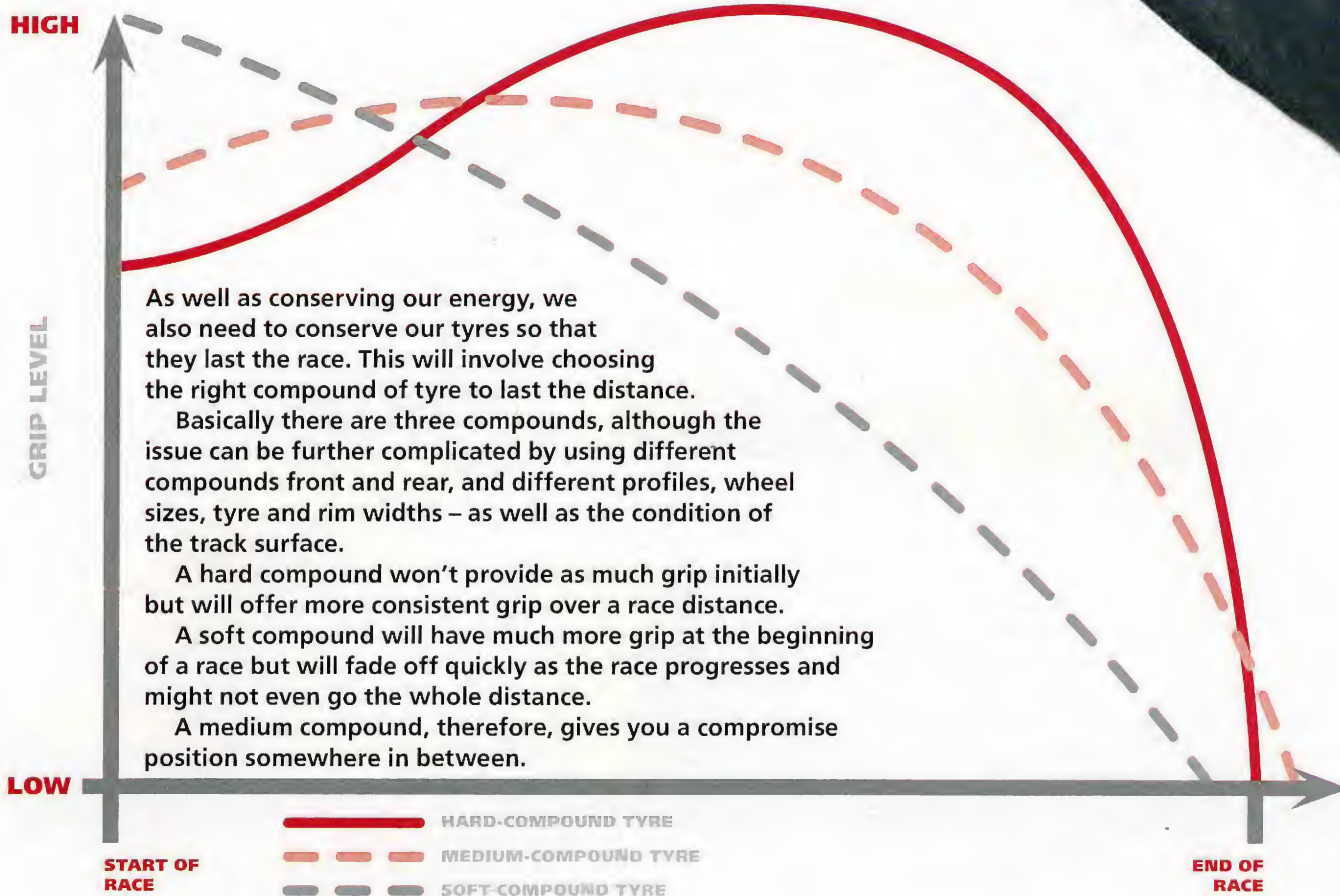 HIGH
GRIP LEVEL
As well as conserving our energy, we
also need to conserve our tyres so that
they last the race. This will involve choosing
the right compound of tyre to last the distance.
Basically there are three compounds, although the
issue can be further complicated by using different
compounds front and rear, and different profiles, wheel
sizes, tyre and rim widths – as well as the condition of
the track surface.
A hard compound won't provide as much grip initially
but will offer more consistent grip over a race distance.
A soft compound will have much more grip at the beginning
of a race but will fade off quickly as the race progresses and
might not even go the whole distance.
A medium compound, therefore, gives you a compromise
position somewhere in between.
LOW
START OF
RACE
HARD-COMPOUND TYRE
MEDIUM-COMPOUND TYRE
SOFT-COMPOUND TYRE
END OF
RACE